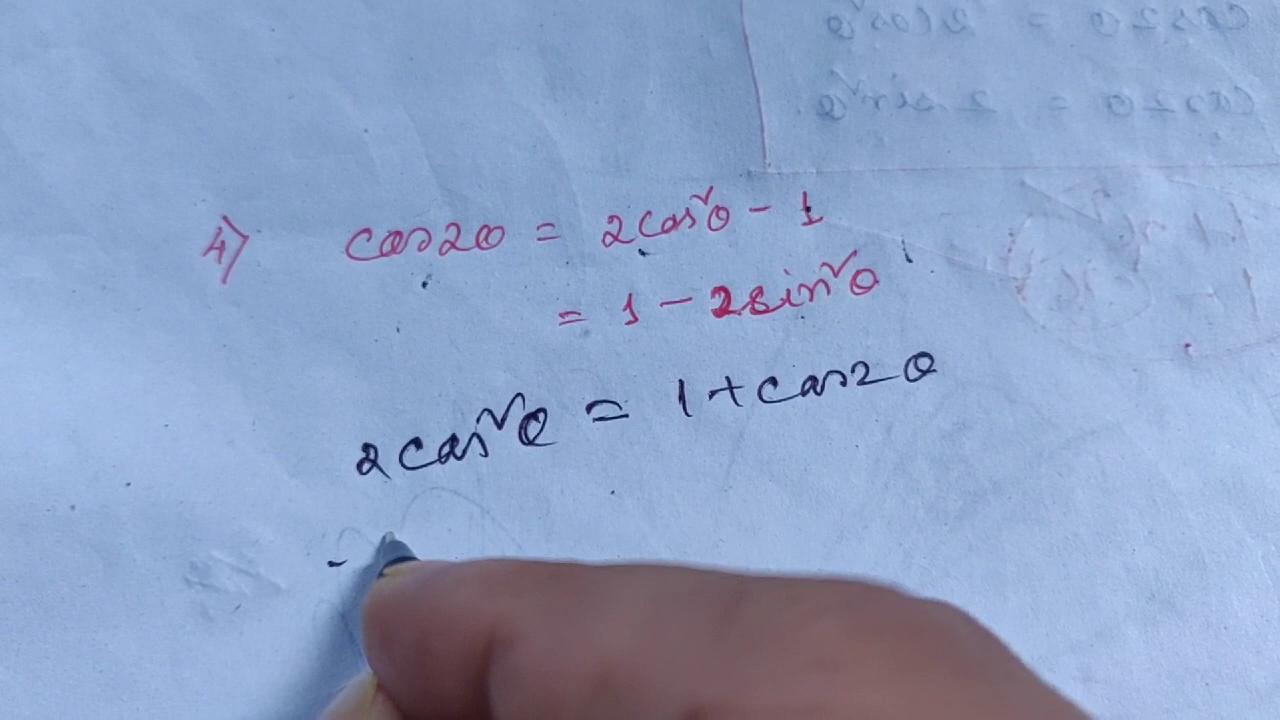 4) cos2θ = 2cos²θ - 1
= 1 - 2sin²θ
2cos²θ = 1 + cos2θ
-